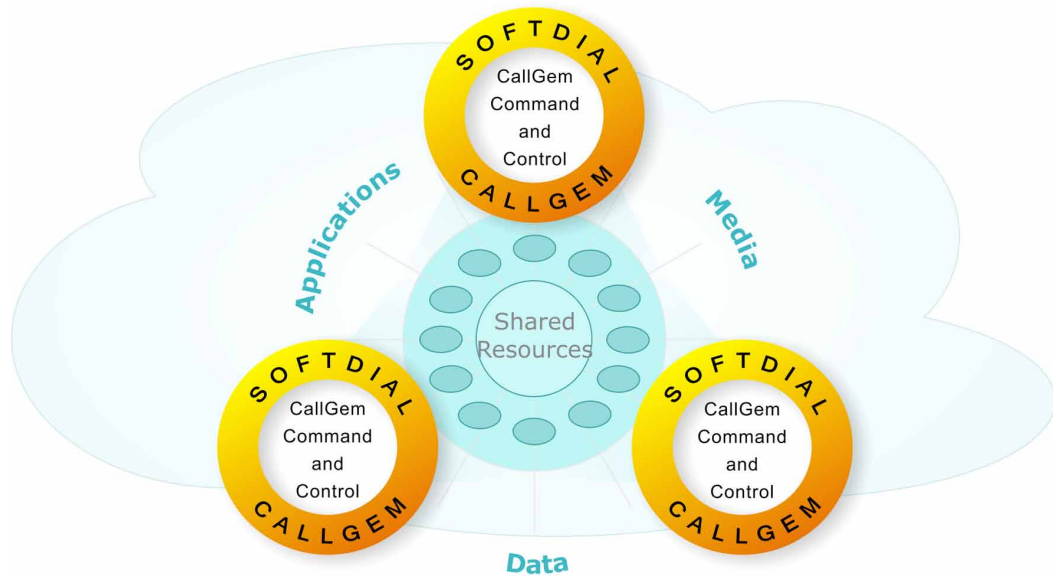 SOFTDIAL
CallGem
Command
and
Control
CALLGEM
Applications
Media
Shared
Resources
SOFTDIAL
CallGem
Command
and
Control
CALLGEM
SOFTDIAL
CallGem
Command
and
Control
CALLGEM
Data